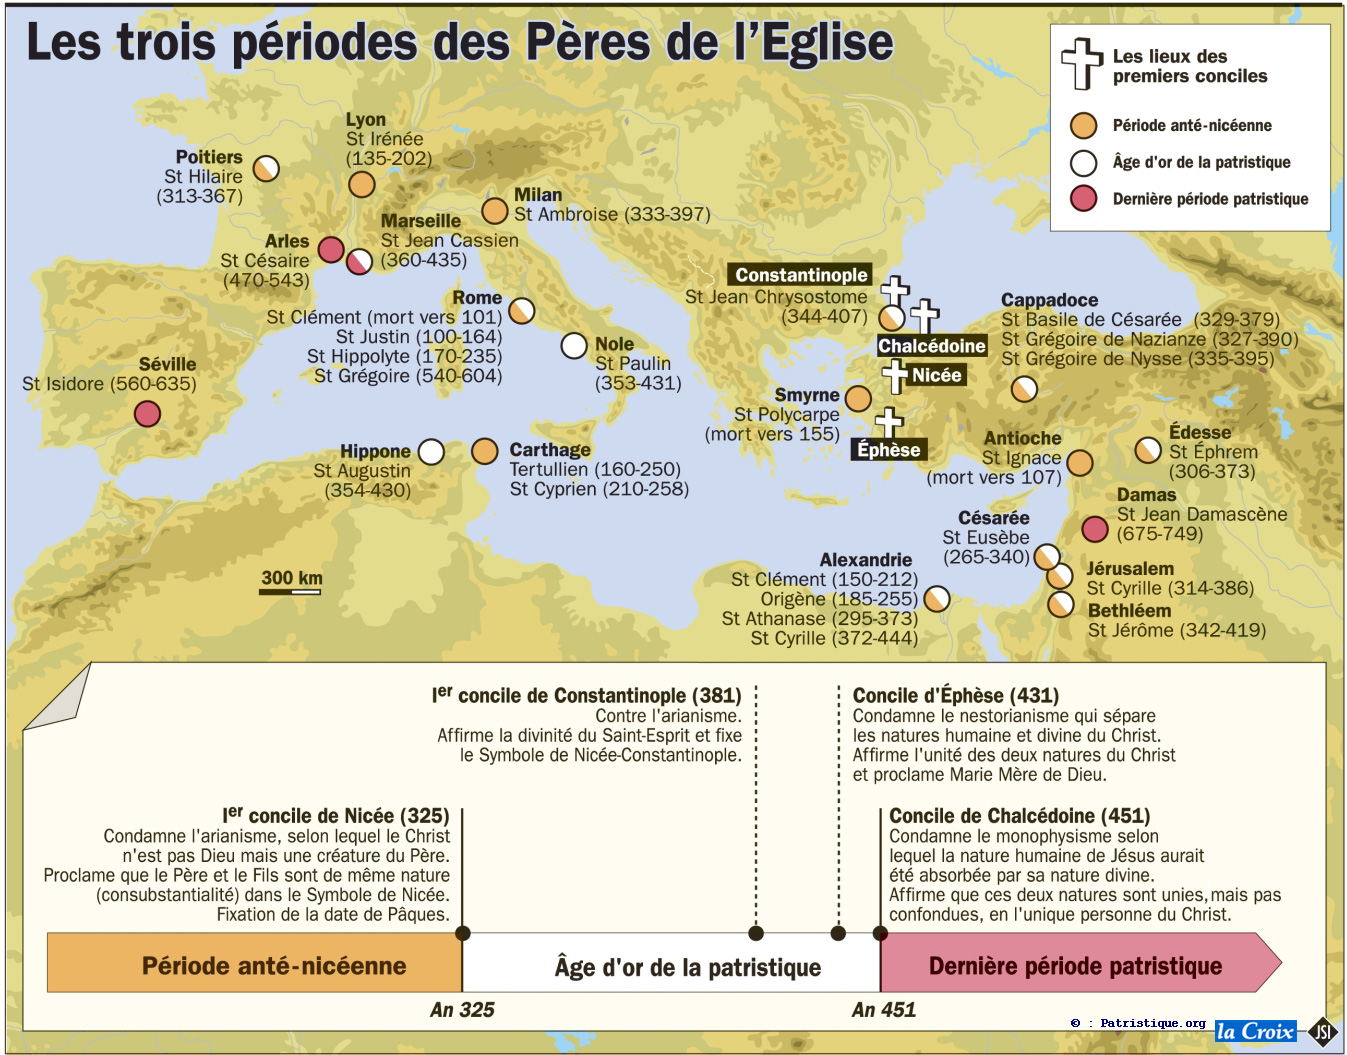 Les trois périodes des Pères de l'Eglise
Les lieux des
premiers conciles
Période anté-nicéenne
Âge d'or de la patristique
Dernière période patristique
Lyon
St Irénée
(135-202)
Poitiers
St Hilaire
(313-367)
Milan
St Ambroise (333-397)
Marseille
St Jean Cassien
(360-435)
Arles
St Césaire
(470-543)
Rome
St Clément (mort vers 101)
St Justin (100-164)
St Hippolyte (170-235)
St Grégoire (540-604)
Nole
St Paulin
(353-431)
Séville
St Isidore (560-635)
Hippone
St Augustin
(354-430)
Carthage
Tertullien (160-250)
St Cyprien (210-258)
Constantinople
St Jean Chrysostome
(344-407)
Chalcédoine
Nicée
Cappadoce
St Basile de Césarée (329-379)
St Grégoire de Nazianze (327-390)
St Grégoire de Nysse (335-395)
Smyrne
St Polycarpe
(mort vers 155)
Éphèse
Antioche
St Ignace
(mort vers 107)
Édesse
St Éphrem
(306-373)
Damas
St Jean Damascène
(675-749)
Césarée
St Eusèbe
(265-340)
Jérusalem
St Cyrille (314-386)
Bethléem
St Jérôme (342-419)
Alexandrie
St Clément (150-212)
Origène (185-255)
St Athanase (295-373)
St Cyrille (372-444)
300 km
Ier concile de Constantinople (381)
Contre l'arianisme.
Affirme la divinité du Saint-Esprit et fixe
le Symbole de Nicée-Constantinople.
Concile d'Éphèse (431)
Condamne le nestorianisme qui sépare
les natures humaine et divine du Christ.
Affirme l'unité des deux natures du Christ
et proclame Marie Mère de Dieu.
Ier concile de Nicée (325)
Condamne l'arianisme, selon lequel le Christ
n'est pas Dieu mais une créature du Père.
Proclame que le Père et le Fils sont de même nature
(consubstantialité) dans le Symbole de Nicée.
Fixation de la date de Pâques.
Concile de Chalcédoine (451)
Condamne le monophysisme selon
lequel la nature humaine de Jésus aurait
été absorbée par sa nature divine.
Affirme que ces deux natures sont unies, mais pas
confondues, en l'unique personne du Christ.
Période anté-nicéenne
Âge d'or de la patristique
Dernière période patristique
An 325
An 451
© : Patristique.org
la Croix
JSI